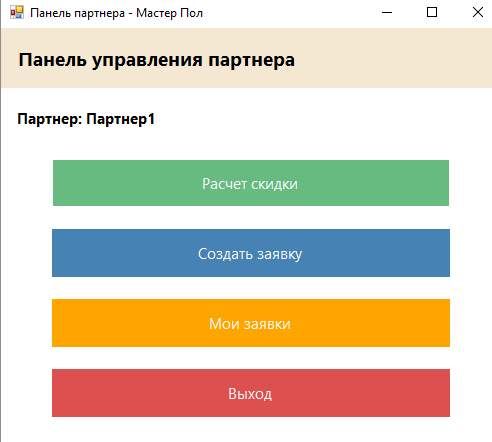 Панель партнера - Мастер Пол
Панель управления партнера
Партнер: Партнер1
Расчет скидки
Создать заявку
Мои заявки
Выход